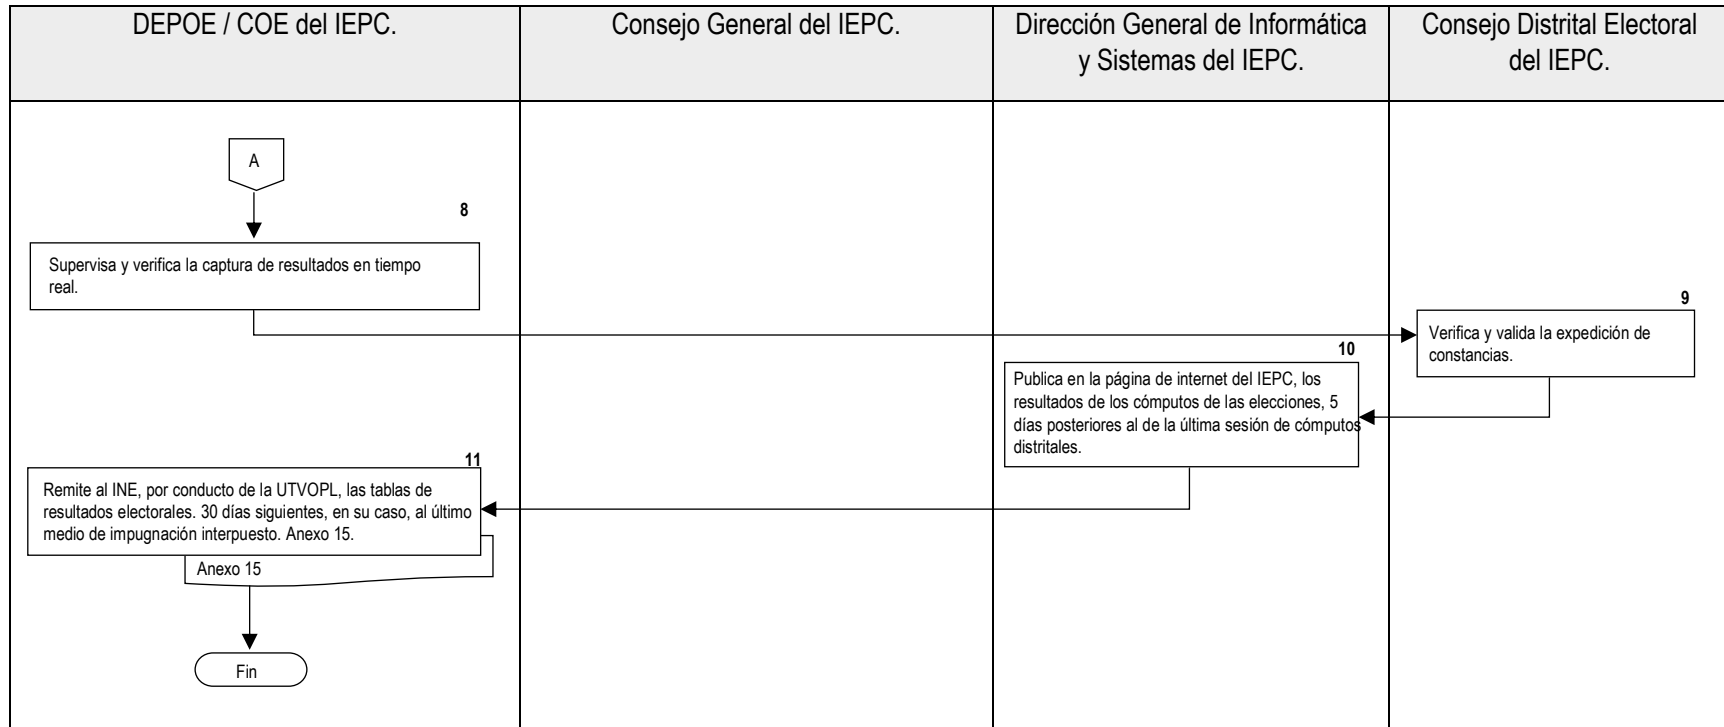 DEPOE / COE del IEPC.
Consejo General del IEPC.
Dirección General de Informática
y Sistemas del IEPC.
Consejo Distrital Electoral
del IEPC.
A
8
Supervisa y verifica la captura de resultados en tiempo
real.
9
Verifica y valida la expedición de
constancias.
10
Publica en la página de internet del IEPC, los
resultados de los cómputos de las elecciones, 5
días posteriores al de la última sesión de cómputos
distritales.
11
Remite al INE, por conducto de la UTVOPL, las tablas de
resultados electorales. 30 días siguientes, en su caso, al último
medio de impugnación interpuesto. Anexo 15.
Anexo 15
Fin